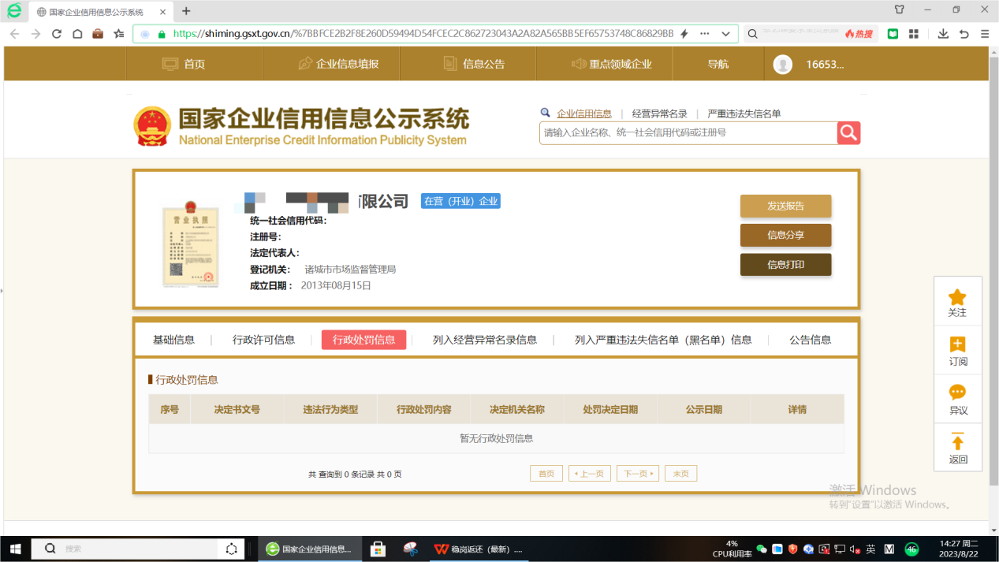 国家企业信用信息公示系统
https://shiming.gsxt.gov.cn/%7BBFCE2B2F8E260D59494D54FCEC2C862723043A2A82A565BB5EF65753748C86829BB
热搜
首页
企业信息填报
信息公告
重点领域企业
导航
16653...
国家企业信用信息公示系统
National Enterprise Credit Information Publicity System
企业信用信息 | 经营异常名录 | 严重违法失信名单
请输入企业名称、统一社会信用代码或注册号
限公司 在营（开业）企业
营业执照
统一社会信用代码：
注册号：
法定代表人：
登记机关： 诸城市市场监督管理局
成立日期： 2013年08月15日
发送报告
信息分享
信息打印
关注
订阅
异议
返回
基础信息 | 行政许可信息 | 行政处罚信息 | 列入经营异常名录信息 | 列入严重违法失信名单（黑名单）信息 | 公告信息
行政处罚信息
序号 决定书文号 违法行为类型 行政处罚内容 决定机关名称 处罚决定日期 公示日期 详情
暂无行政处罚信息
共 查询到 0 条记录 共 0 页
首页 上一页 下一页 末页
激活 Windows
转到"设置"以激活 Windows。
搜索
国家企业信用信息...
稳岗返还（最新）....
4%
CPU利用率
英
M
46
14:27 周二
2023/8/22